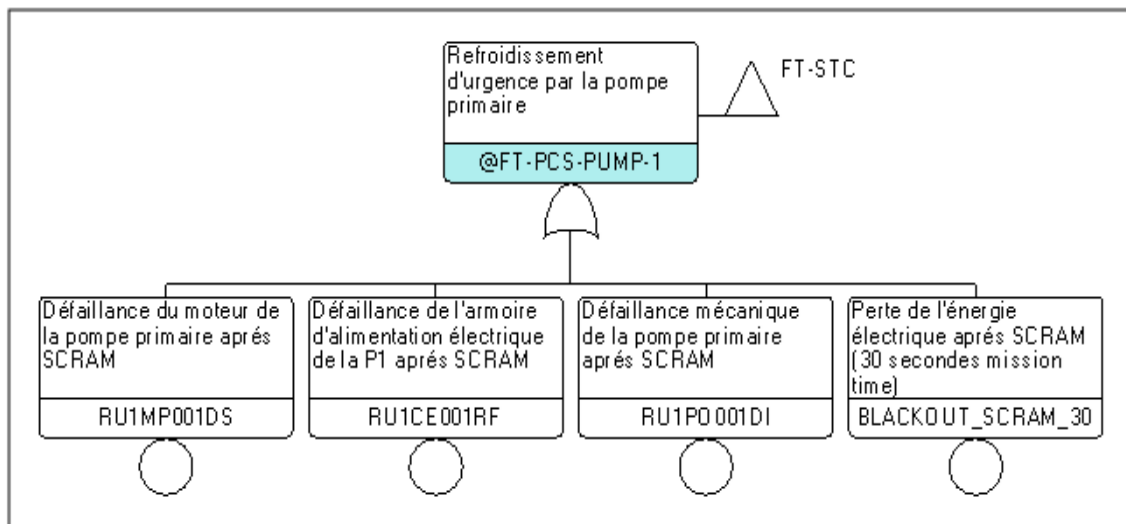 Refroidissement
d'urgence par la pompe
primaire
@FT-PCS-PUMP-1
FT-STC
Défaillance du moteur de
la pompe primaire aprés
SCRAM
RU1MP001DS
Défaillance de l'armoire
d'alimentation électrique
de la P1 aprés SCRAM
RU1CE001RF
Défaillance mécanique
de la pompe primaire
aprés SCRAM
RU1PO001DI
Perte de l'énergie
électrique aprés SCRAM
(30 secondes mission
time)
BLACKOUT_SCRAM_30